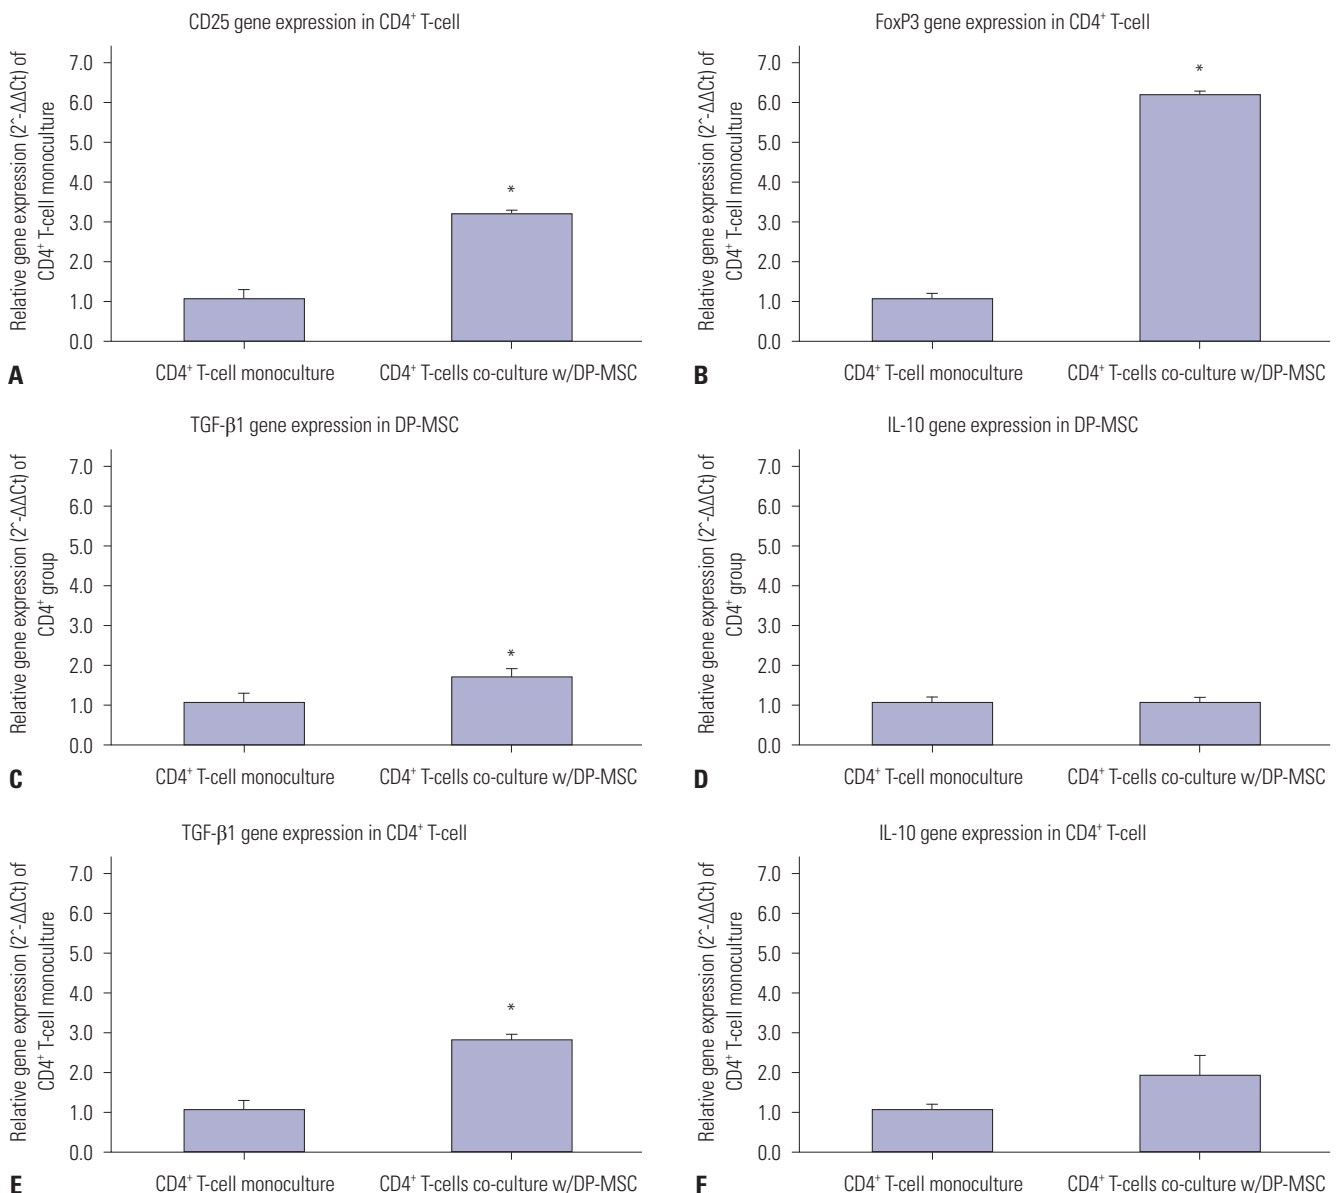 CD25 gene expression in CD4⁺ T-cell
Relative gene expression (2^-ΔΔCt) of
CD4⁺ T-cell monoculture
7.0
6.0
5.0
4.0
3.0
2.0
1.0
0.0
*
CD4⁺ T-cell monoculture
CD4⁺ T-cells co-culture w/DP-MSC
A
FoxP3 gene expression in CD4⁺ T-cell
Relative gene expression (2^-ΔΔCt) of
CD4⁺ T-cell monoculture
7.0
6.0
5.0
4.0
3.0
2.0
1.0
0.0
*
CD4⁺ T-cell monoculture
CD4⁺ T-cells co-culture w/DP-MSC
B
TGF-β1 gene expression in DP-MSC
Relative gene expression (2^-ΔΔCt) of
CD4⁺ group
7.0
6.0
5.0
4.0
3.0
2.0
1.0
0.0
*
CD4⁺ T-cell monoculture
CD4⁺ T-cells co-culture w/DP-MSC
C
IL-10 gene expression in DP-MSC
Relative gene expression (2^-ΔΔCt) of
CD4⁺ group
7.0
6.0
5.0
4.0
3.0
2.0
1.0
0.0
CD4⁺ T-cell monoculture
CD4⁺ T-cells co-culture w/DP-MSC
D
TGF-β1 gene expression in CD4⁺ T-cell
Relative gene expression (2^-ΔΔCt) of
CD4⁺ T-cell monoculture
7.0
6.0
5.0
4.0
3.0
2.0
1.0
0.0
*
CD4⁺ T-cell monoculture
CD4⁺ T-cells co-culture w/DP-MSC
E
IL-10 gene expression in CD4⁺ T-cell
Relative gene expression (2^-ΔΔCt) of
CD4⁺ T-cell monoculture
7.0
6.0
5.0
4.0
3.0
2.0
1.0
0.0
CD4⁺ T-cell monoculture
CD4⁺ T-cells co-culture w/DP-MSC
F